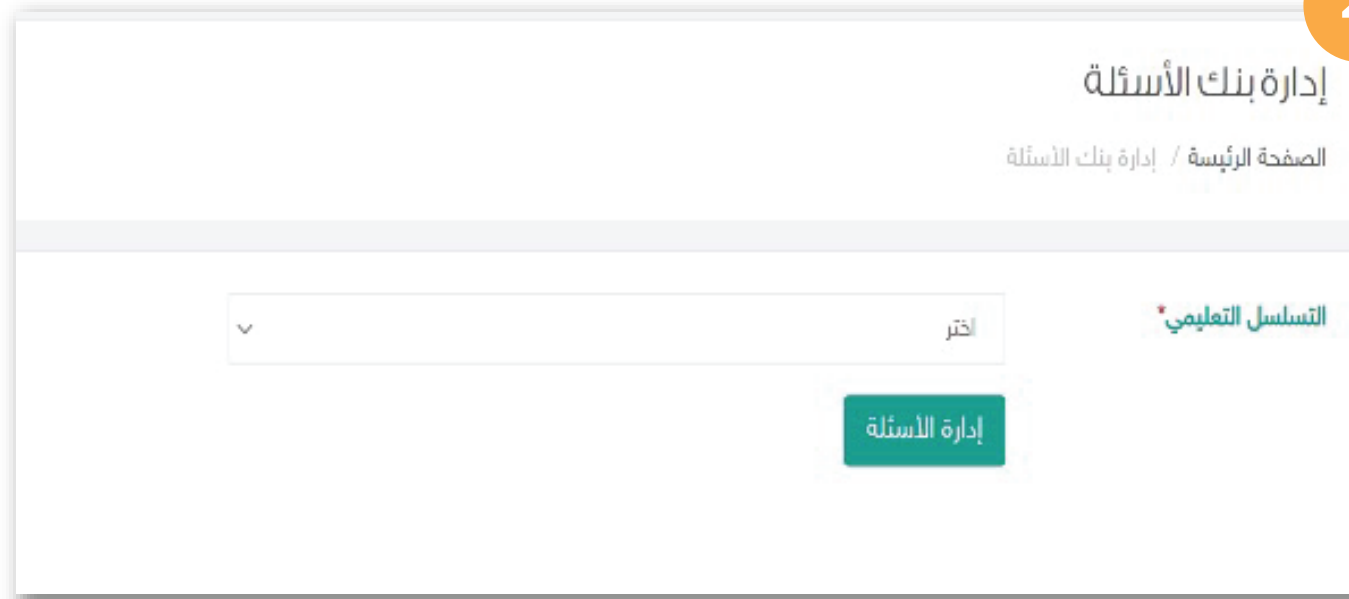 إدارة بنك الأسئلة
الصفحة الرئيسة / إدارة بنك الأسئلة
التسلسل التعليمي*
اختر
إدارة الأسئلة